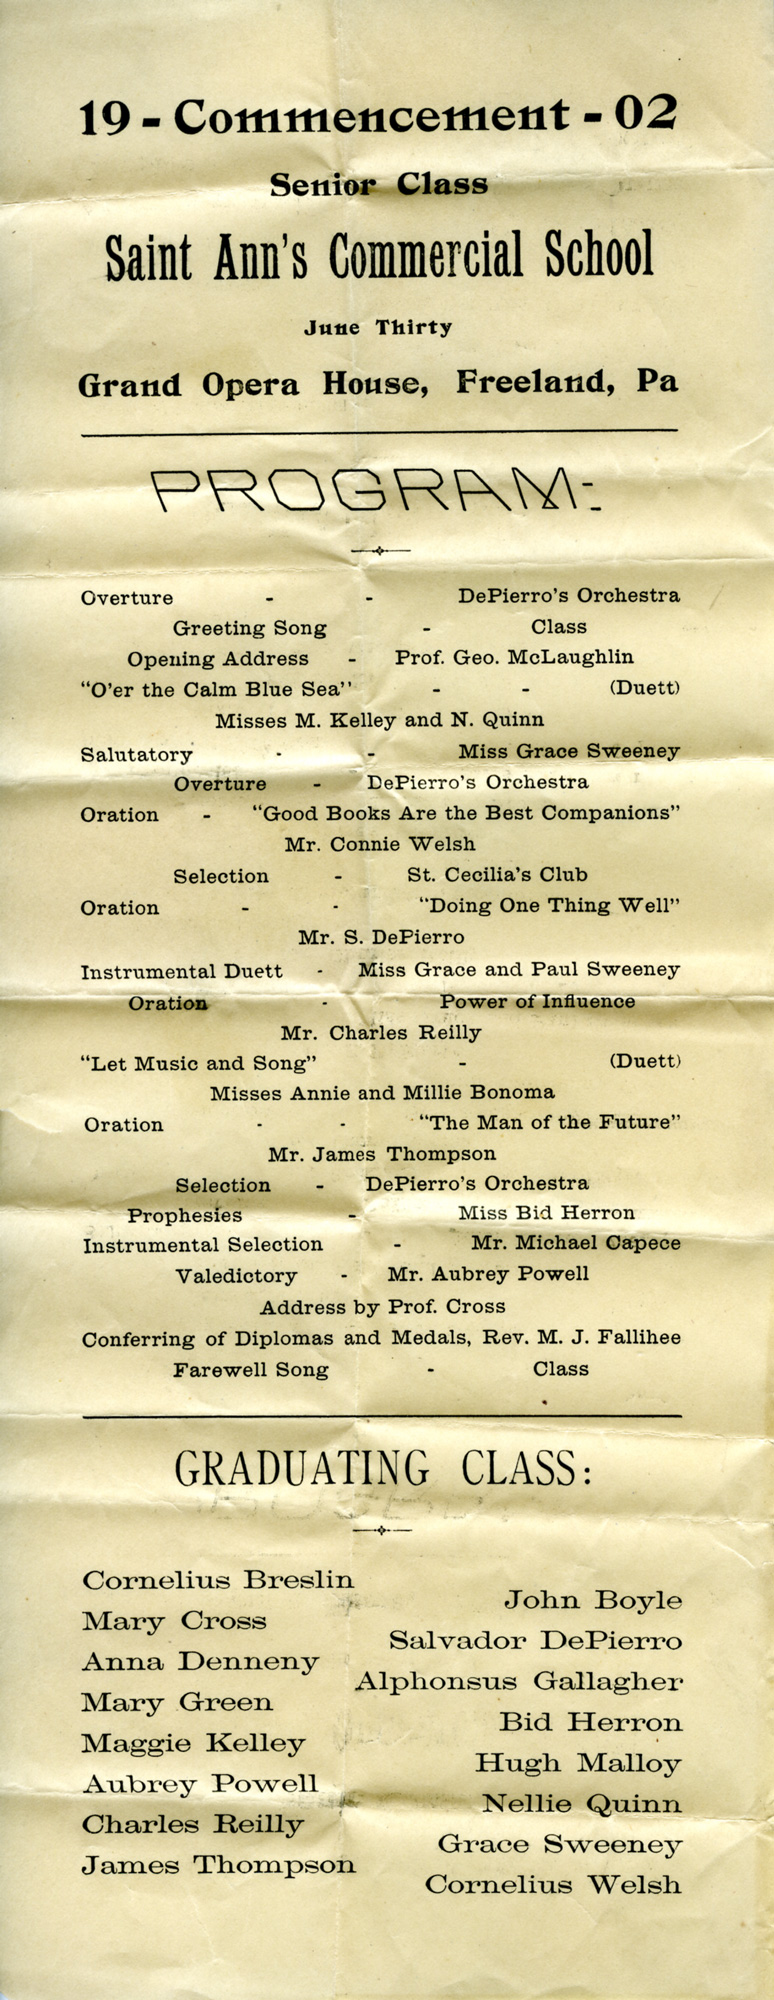 19 - Commencement - 02
Senior Class
Saint Ann's Commercial School
June Thirty
Grand Opera House, Freeland, Pa
PROGRAM:-
Overture - - DePierro's Orchestra
Greeting Song - Class
Opening Address - Prof. Geo. McLaughlin
"O'er the Calm Blue Sea" - - (Duett)
Misses M. Kelley and N. Quinn
Salutatory - - Miss Grace Sweeney
Overture - DePierro's Orchestra
Oration - "Good Books Are the Best Companions"
Mr. Connie Welsh
Selection - St. Cecilia's Club
Oration - - "Doing One Thing Well"
Mr. S. DePierro
Instrumental Duett - Miss Grace and Paul Sweeney
Oration - Power of Influence
Mr. Charles Reilly
"Let Music and Song" - (Duett)
Misses Annie and Millie Bonoma
Oration - - "The Man of the Future"
Mr. James Thompson
Selection - DePierro's Orchestra
Prophesies - Miss Bid Herron
Instrumental Selection - Mr. Michael Capece
Valedictory - Mr. Aubrey Powell
Address by Prof. Cross
Conferring of Diplomas and Medals, Rev. M. J. Fallihee
Farewell Song - Class
GRADUATING CLASS:
Cornelius Breslin
John Boyle
Mary Cross
Salvador DePierro
Anna Denneny
Alphonsus Gallagher
Mary Green
Bid Herron
Maggie Kelley
Hugh Malloy
Aubrey Powell
Nellie Quinn
Charles Reilly
Grace Sweeney
James Thompson
Cornelius Welsh